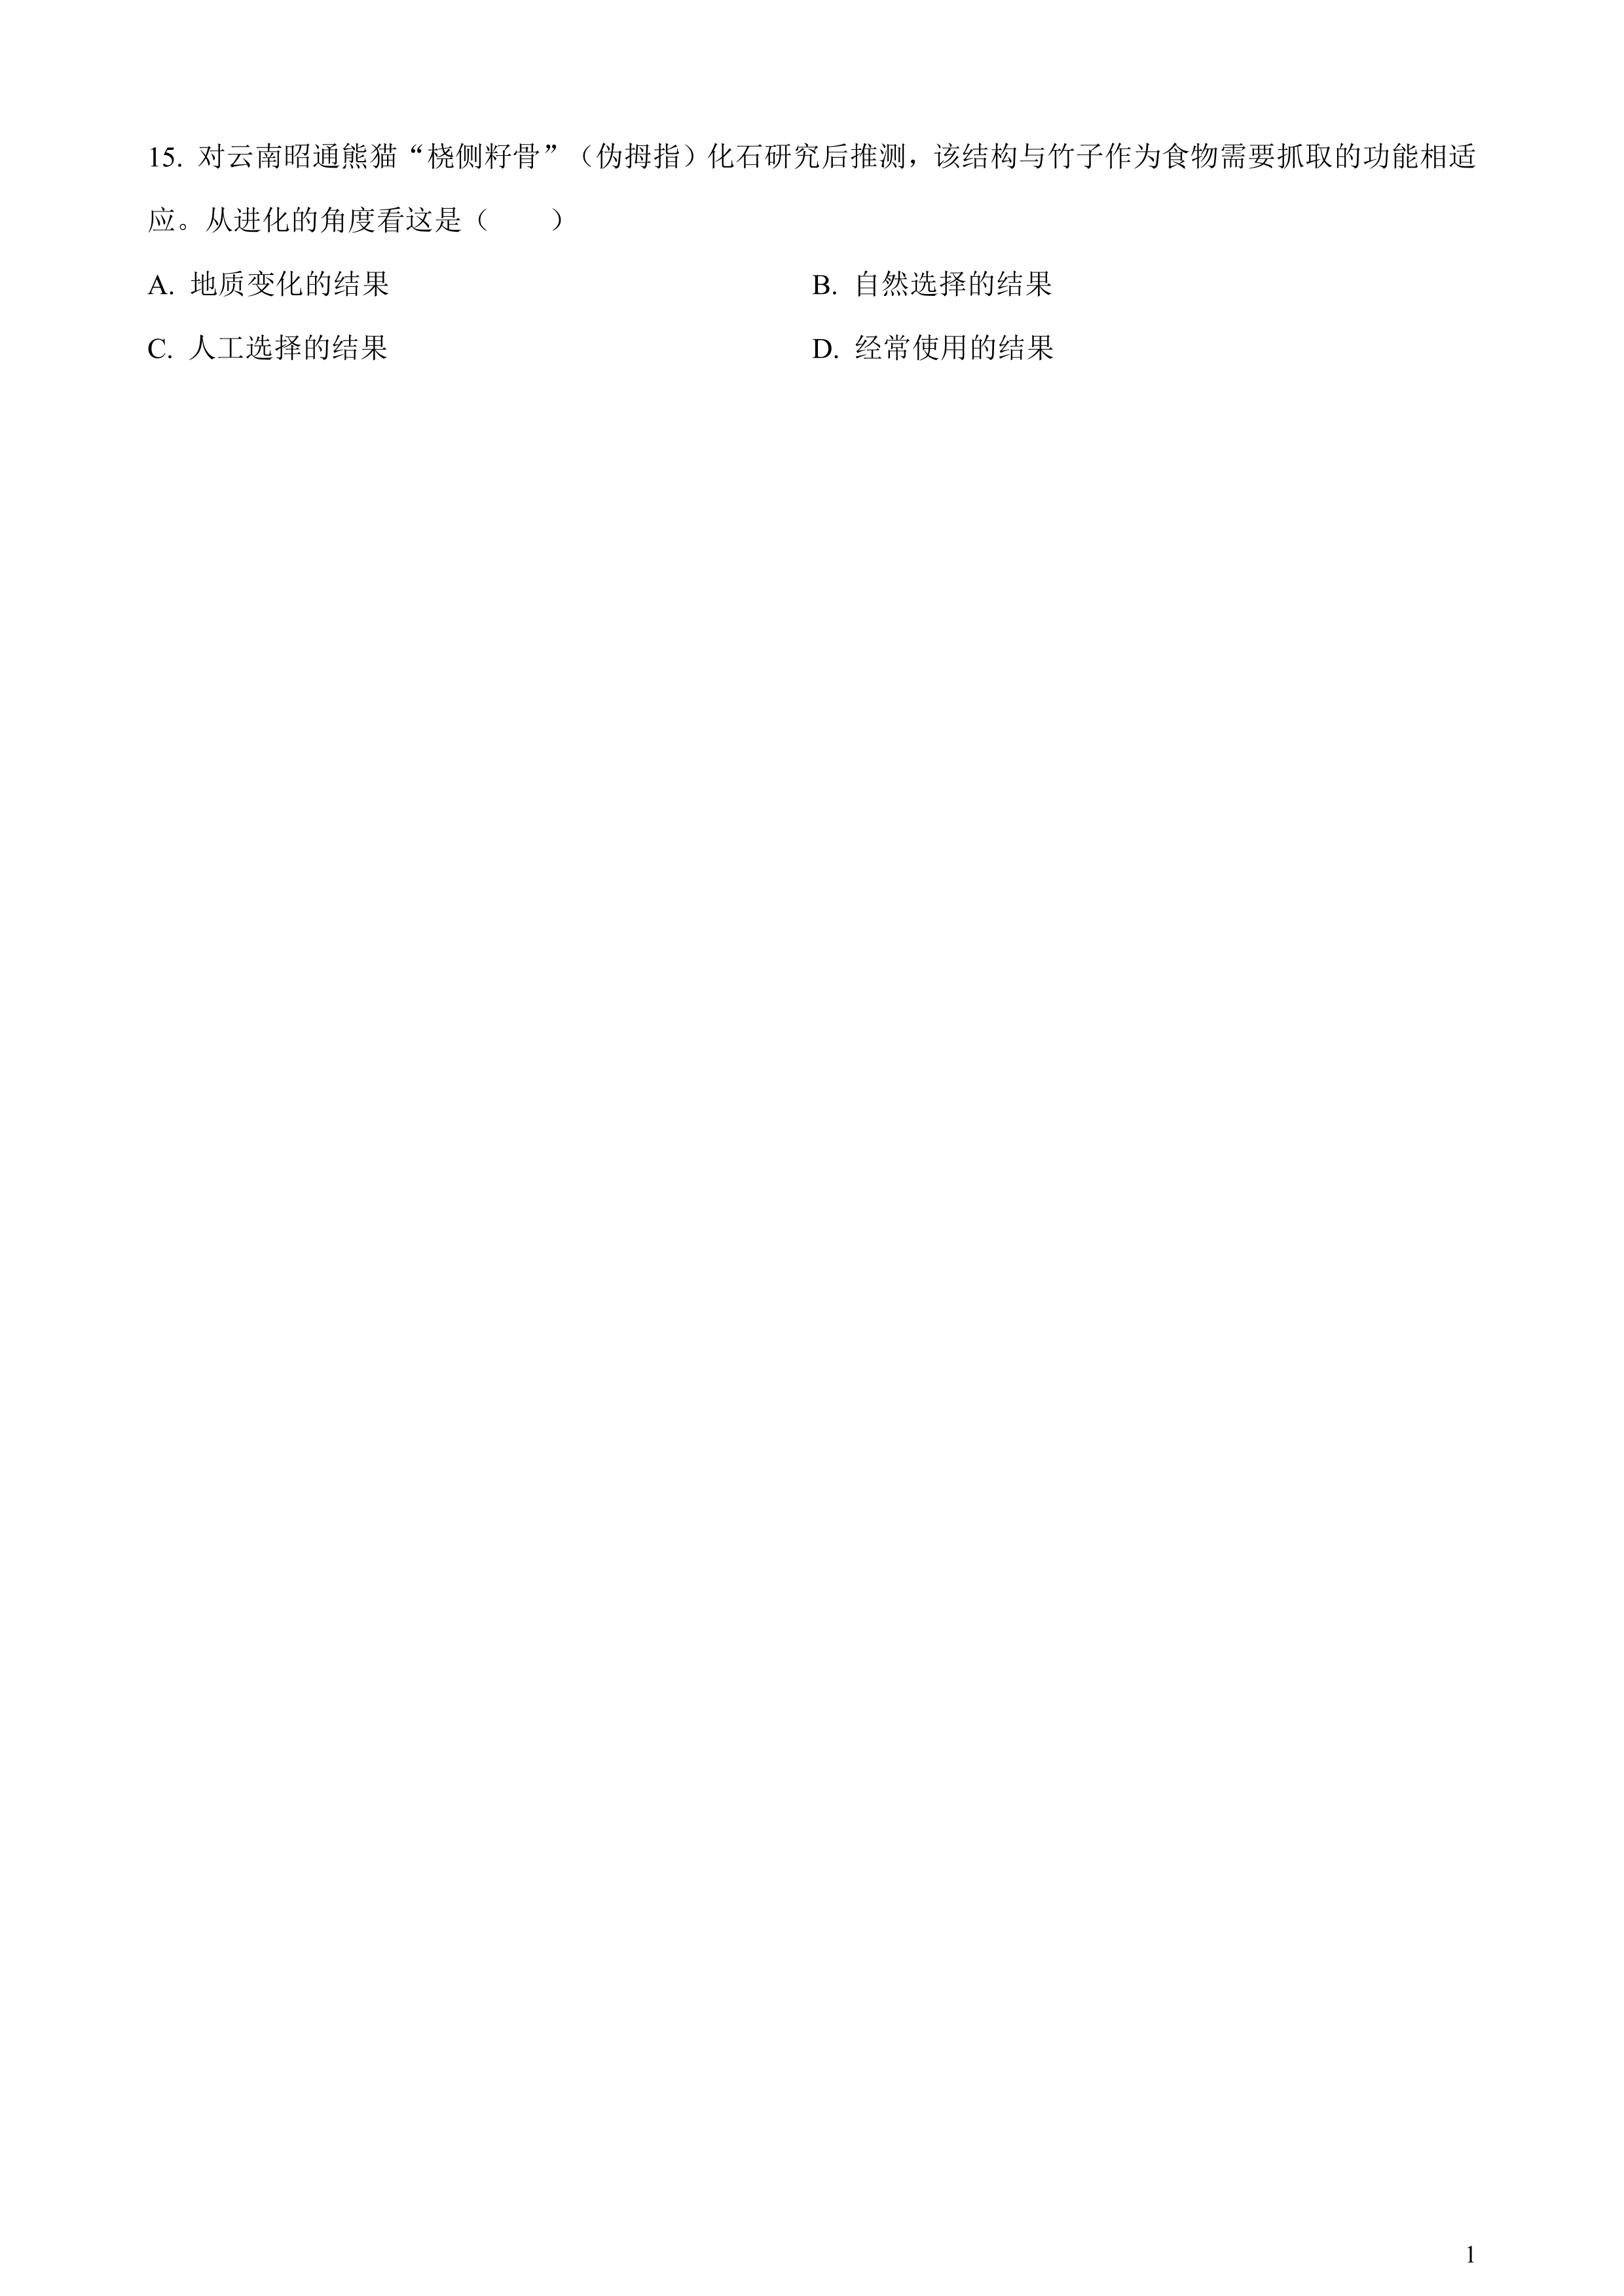 15. 对云南昭通熊猫“桡侧籽骨”（伪拇指）化石研究后推测，该结构与竹子作为食物需要抓取的功能相适
应。从进化的角度看这是（　　）
A. 地质变化的结果 B. 自然选择的结果
C. 人工选择的结果 D. 经常使用的结果
1